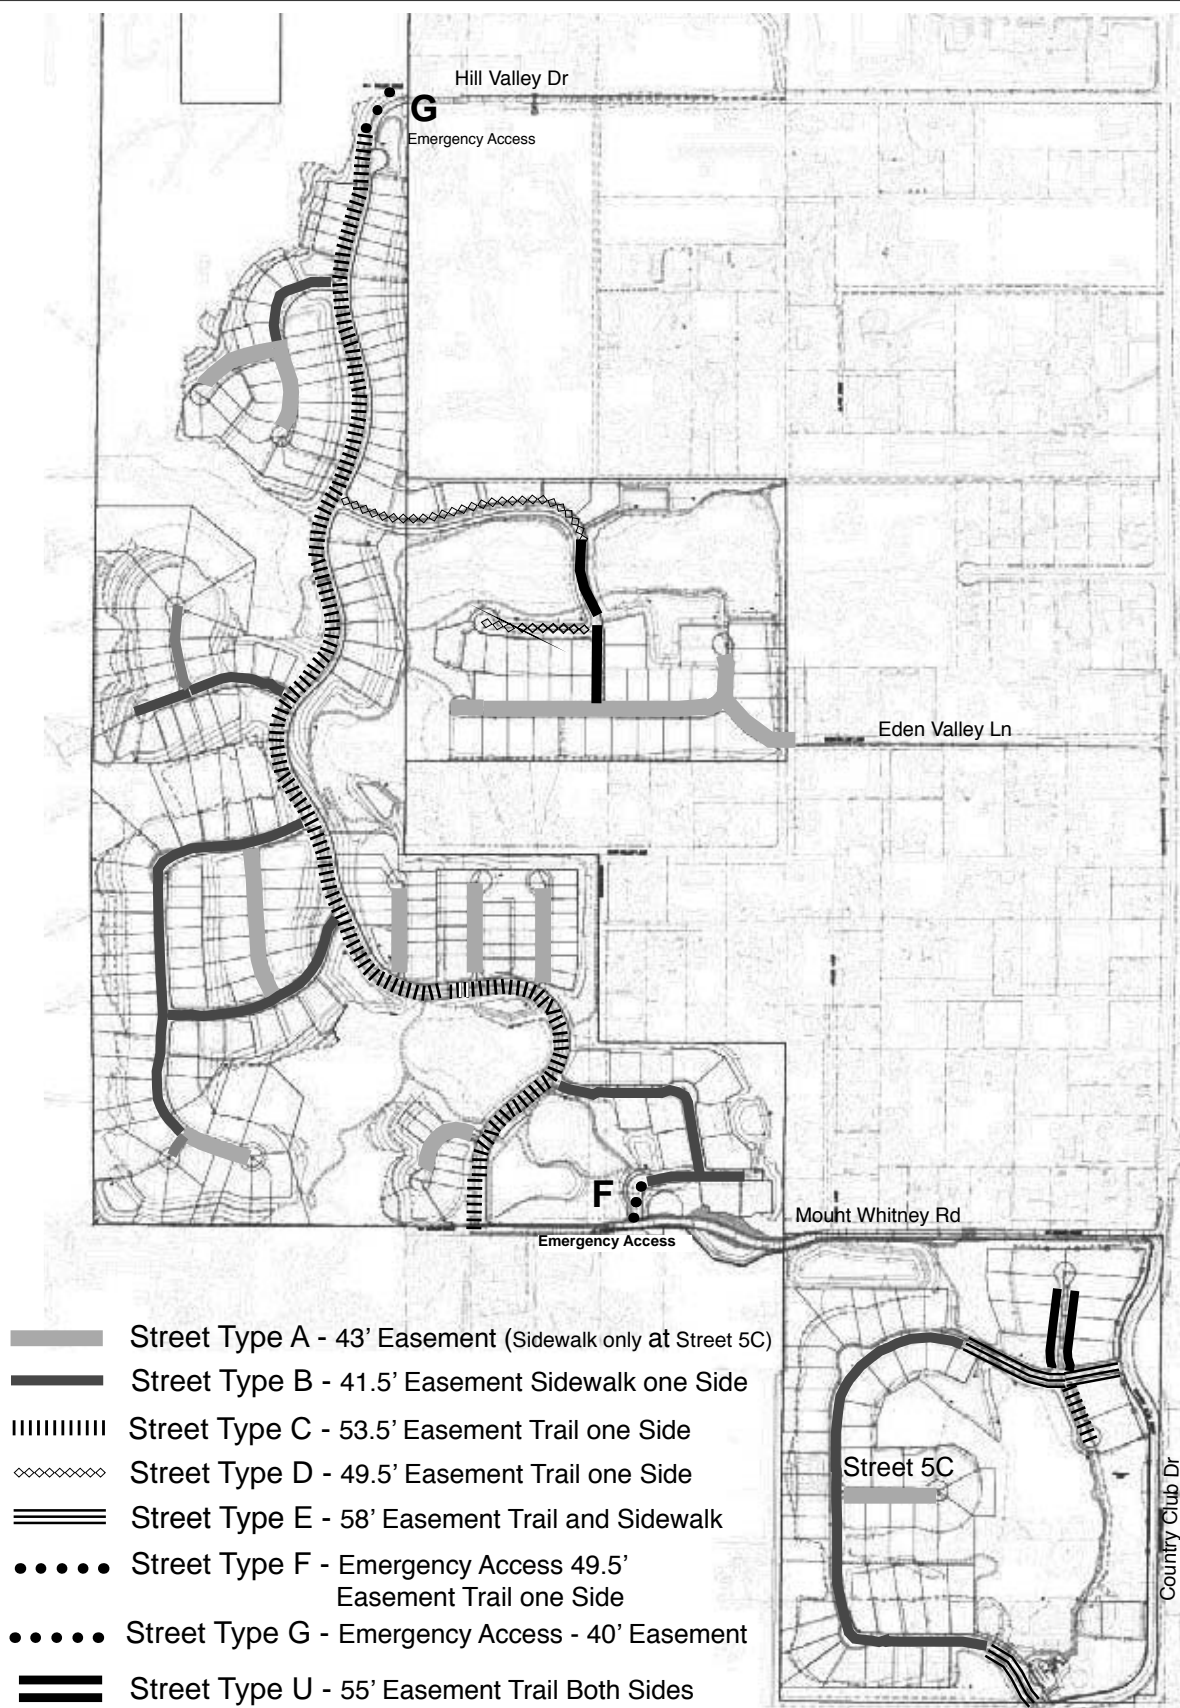 Hill Valley Dr
G
Emergency Access
Eden Valley Ln
F
Mount Whitney Rd
Emergency Access
Street 5C
Country Club Dr
Street Type A - 43’ Easement (Sidewalk only at Street 5C)
Street Type B - 41.5’ Easement Sidewalk one Side
Street Type C - 53.5’ Easement Trail one Side
Street Type D - 49.5’ Easement Trail one Side
Street Type E - 58’ Easement Trail and Sidewalk
Street Type F - Emergency Access 49.5’
Easement Trail one Side
Street Type G - Emergency Access - 40’ Easement
Street Type U - 55’ Easement Trail Both Sides